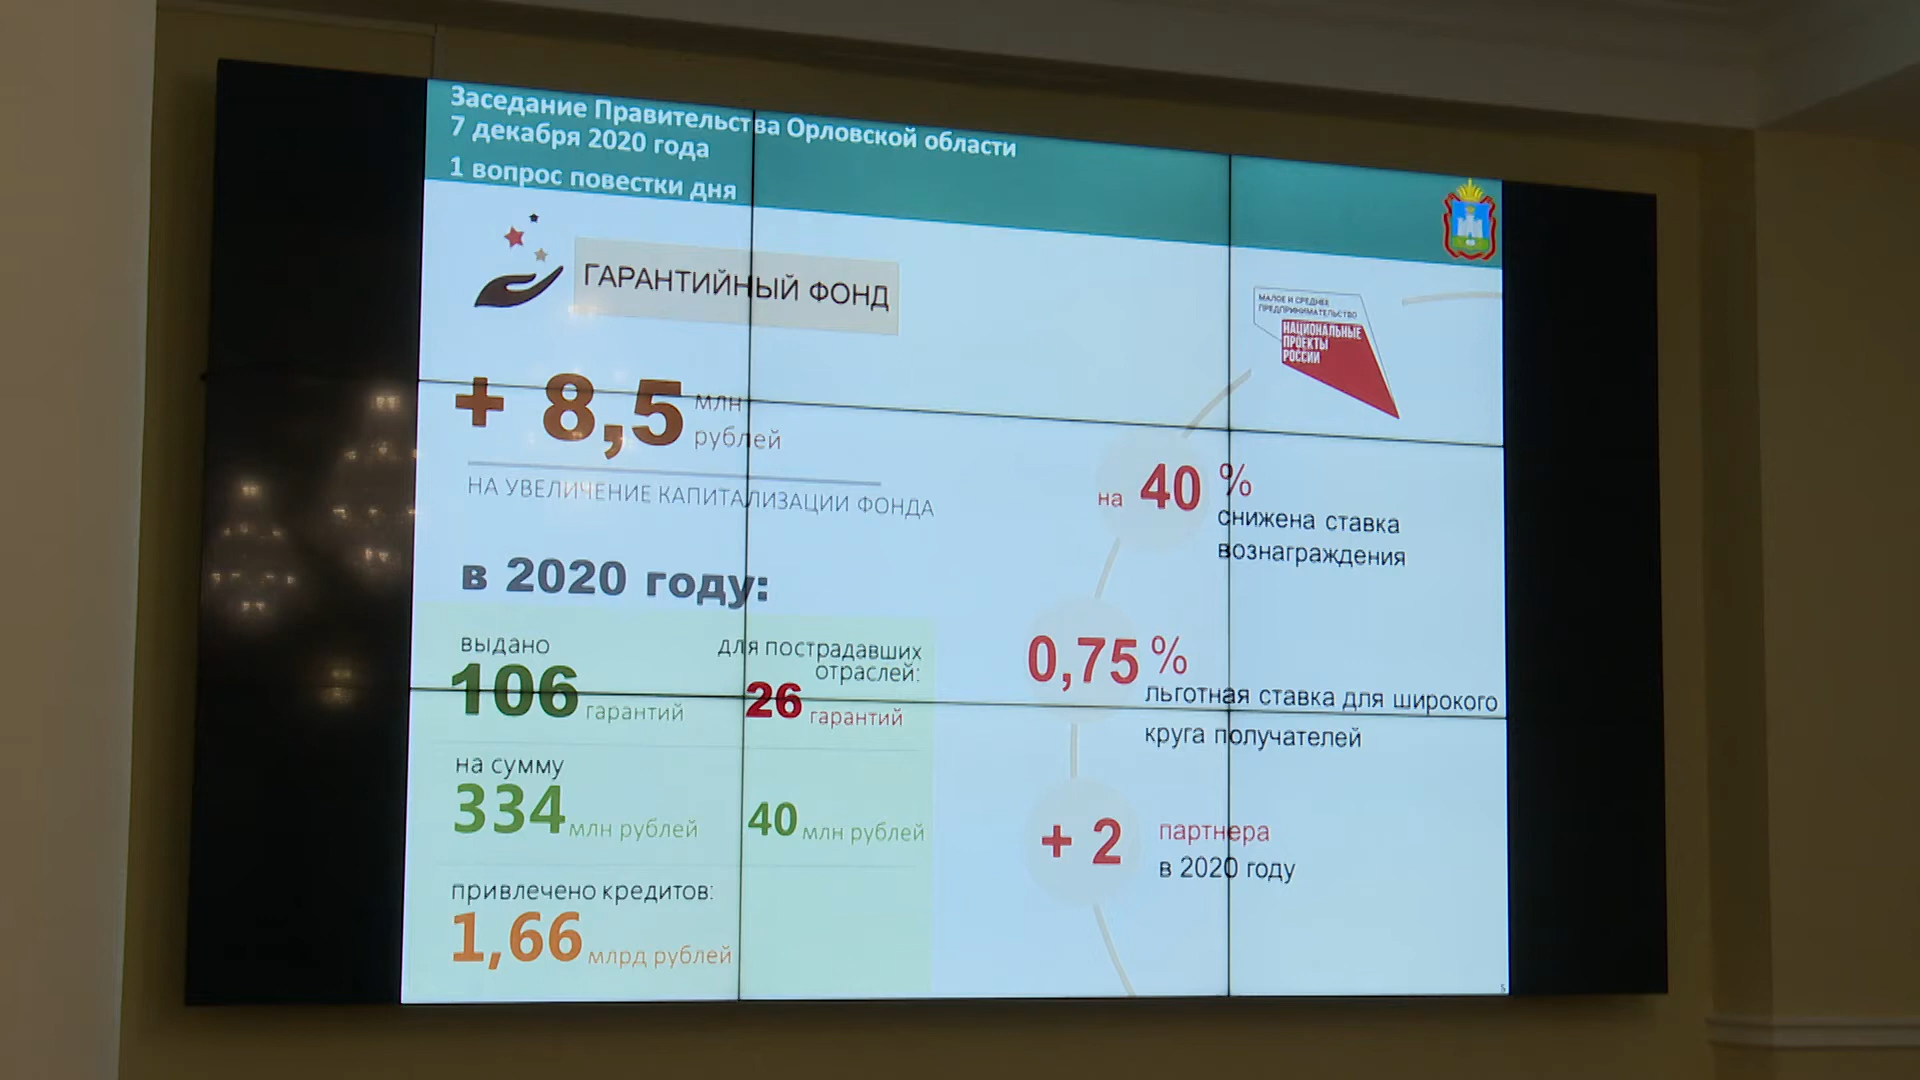 Заседание Правительства Орловской области
7 декабря 2020 года
1 вопрос повестки дня
ГАРАНТИЙНЫЙ ФОНД
МАЛОЕ И СРЕДНЕЕ
ПРЕДПРИНИМАТЕЛЬСТВО
НАЦИОНАЛЬНЫЕ
ПРОЕКТЫ
РОССИИ
+ 8,5 млн
рублей
НА УВЕЛИЧЕНИЕ КАПИТАЛИЗАЦИИ ФОНДА
в 2020 году:
выдано
106 гарантий
для пострадавших
отраслей:
26 гарантий
на сумму
334 млн рублей
40 млн рублей
привлечено кредитов:
1,66 млрд рублей
на 40 %
снижена ставка
вознаграждения
0,75 %
льготная ставка для широкого
круга получателей
+ 2 партнера
в 2020 году
5